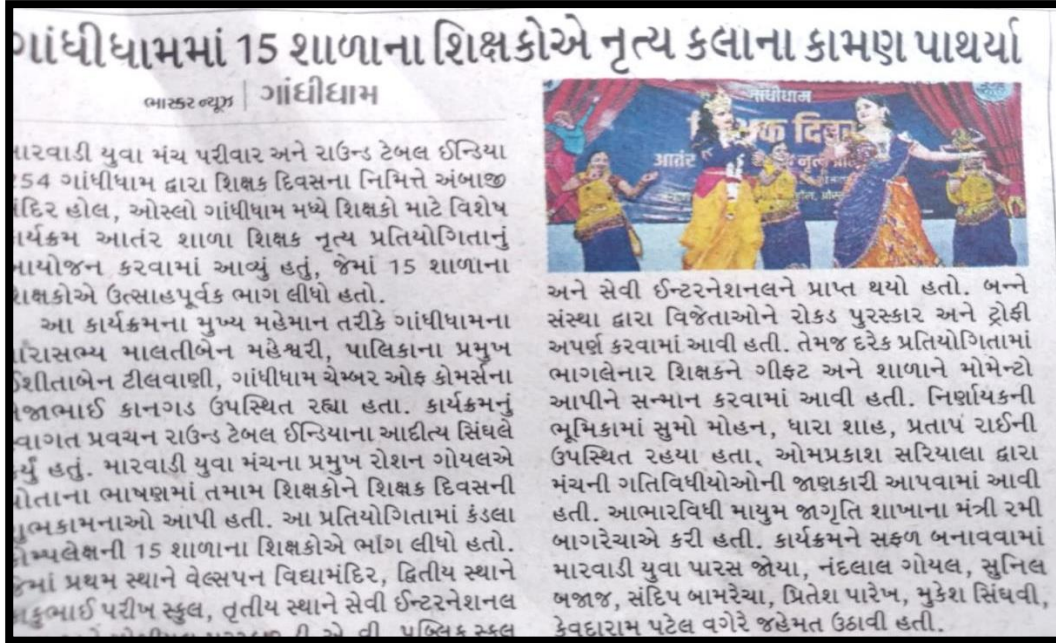 ગાંધીધામમાં 15 શાળાના શિક્ષકોએ નૃત્ય કલાના કામણ પાથર્યા
ભાસ્કર ન્યૂઝ | ગાંધીધામ
મારવાડી યુવા મંચ પરીવાર અને રાઉન્ડ ટેબલ ઈન્ડિયા
254 ગાંધીધામ દ્વારા શિક્ષક દિવસના નિમિત્તે અંબાજી
મંદિર હોલ, ઓસ્લો ગાંધીધામ મધ્યે શિક્ષકો માટે વિશેષ
કાર્યક્રમ આતંર શાળા શિક્ષક નૃત્ય પ્રતિયોગિતાનું
આયોજન કરવામાં આવ્યું હતું, જેમાં 15 શાળાના
શિક્ષકોએ ઉત્સાહપૂર્વક ભાગ લીધો હતો.
આ કાર્યક્રમના મુખ્ય મહેમાન તરીકે ગાંધીધામના
ધારાસભ્ય માલતીબેન મહેશ્વરી, પાલિકાના પ્રમુખ
ઈશીતાબેન ટીલવાણી, ગાંધીધામ ચેમ્બર ઓફ કોમર્સના
તેજાભાઈ કાનગડ ઉપસ્થિત રહ્યા હતા. કાર્યક્રમનું
સ્વાગત પ્રવચન રાઉન્ડ ટેબલ ઈન્ડિયાના આદીત્ય સિંઘલે
કર્યું હતું. મારવાડી યુવા મંચના પ્રમુખ રોશન ગોયલએ
પોતાના ભાષણમાં તમામ શિક્ષકોને શિક્ષક દિવસની
શુભકામનાઓ આપી હતી. આ પ્રતિયોગિતામાં કંડલા
કોમ્પલેક્ષની 15 શાળાના શિક્ષકોએ ભાગ લીધો હતો.
જેમાં પ્રથમ સ્થાને વેલ્સપન વિદ્યામંદિર, દ્વિતીય સ્થાને
કાકુભાઈ પરીખ સ્કુલ, તૃતીય સ્થાને સેવી ઈન્ટરનેશનલ
ડી એ વી પબ્લિક સ્કુલ
गांधीधाम
आतंर
અને સેવી ઈન્ટરનેશનલને પ્રાપ્ત થયો હતો. બન્ને
સંસ્થા દ્વારા વિજેતાઓને રોકડ પુરસ્કાર અને ટ્રોફી
અપર્ણ કરવામાં આવી હતી. તેમજ દરેક પ્રતિયોગિતામાં
ભાગલેનાર શિક્ષકને ગીફ્ટ અને શાળાને મોમેન્ટો
આપીને સન્માન કરવામાં આવી હતી. નિર્ણાયકની
ભૂમિકામાં સુમો મોહન, ધારા શાહ, પ્રતાપ રાઈની
ઉપસ્થિત રહયા હતા. ઓમપ્રકાશ સરિયાલા દ્વારા
મંચની ગતિવિધીયોઓની જાણકારી આપવામાં આવી
હતી. આભારવિધી માયુમ જાગૃતિ શાખાના મંત્રી રમી
બાગરેચાએ કરી હતી. કાર્યક્રમને સફળ બનાવવામાં
મારવાડી યુવા પારસ જોયા, નંદલાલ ગોયલ, સુનિલ
બજાજ, સંદિપ બામરેચા, પ્રિતેશ પારેખ, મુકેશ સિંઘવી,
કેવદારામ પટેલ વગેરે જહેમત ઉઠાવી હતી.